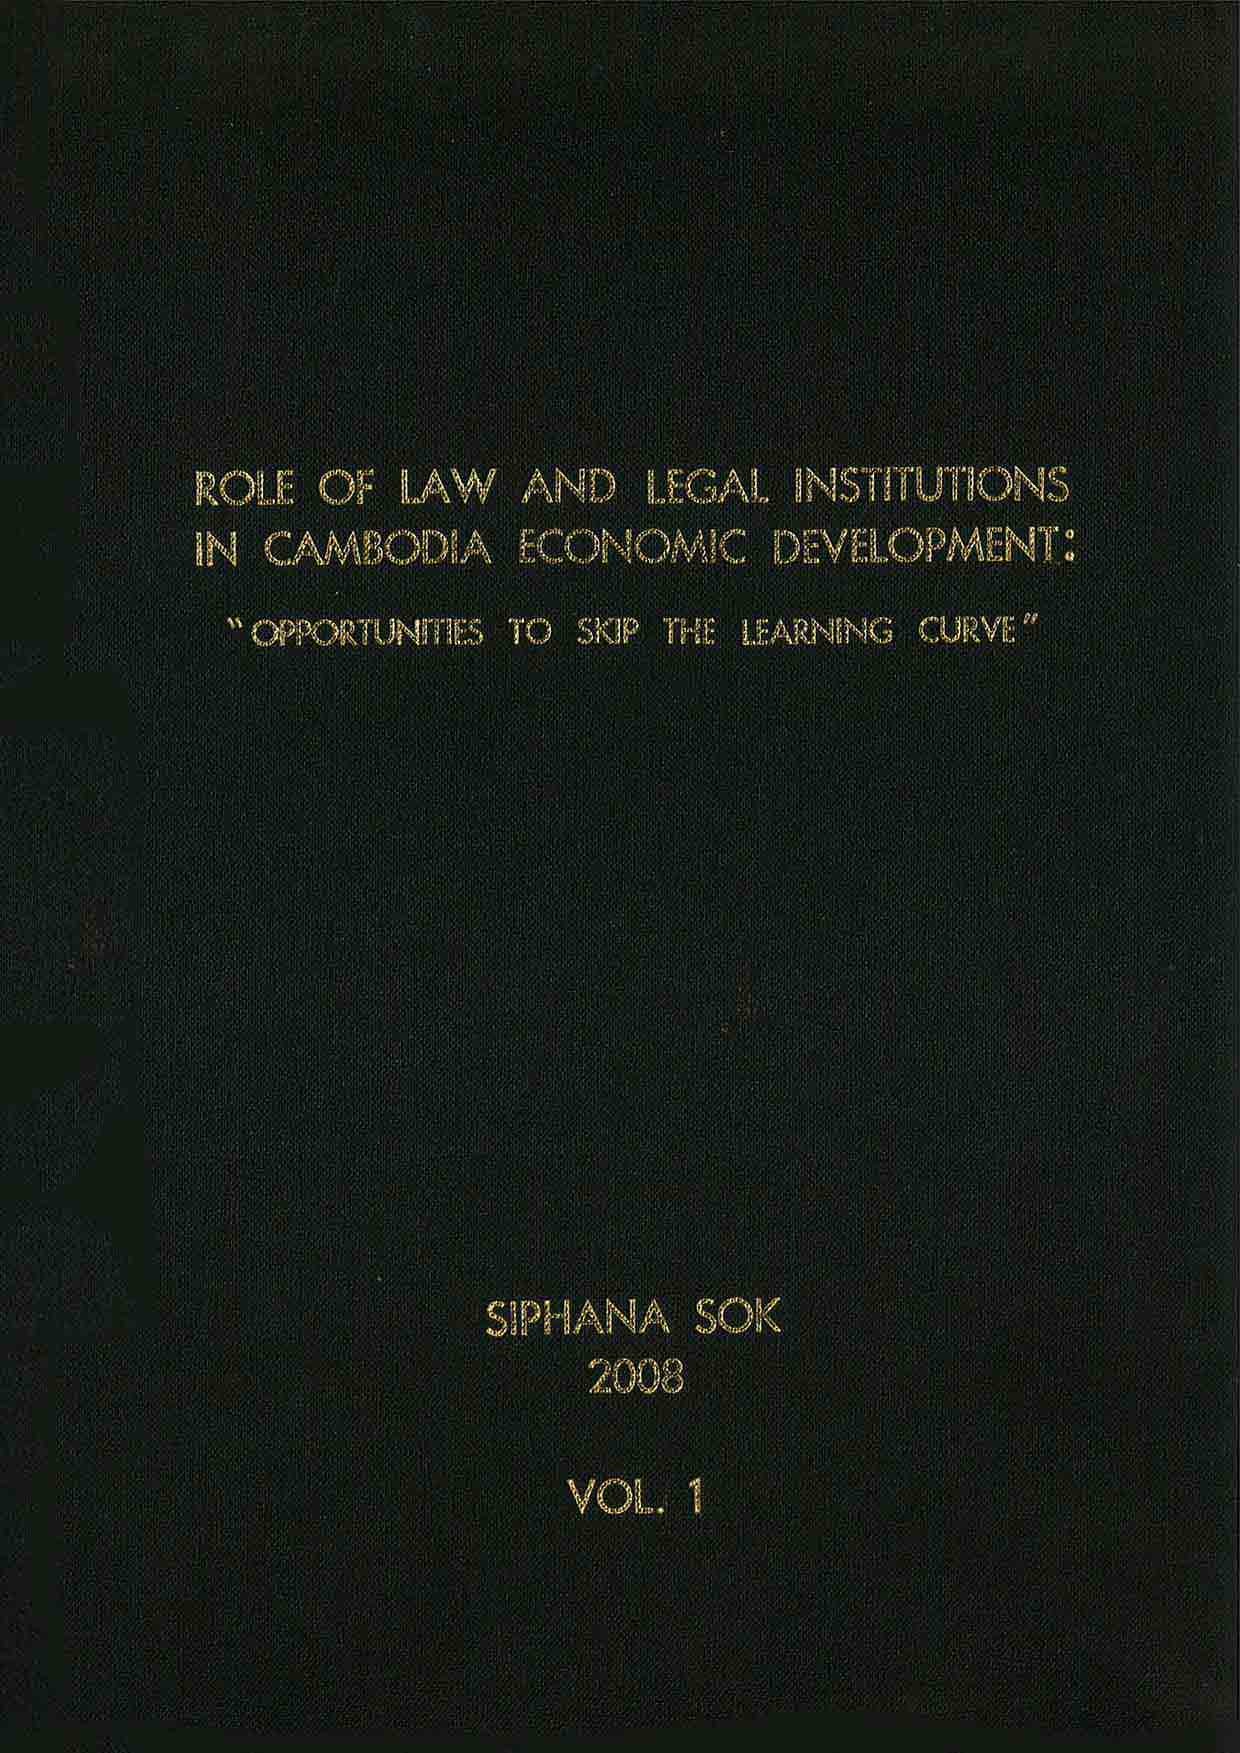 ROLE OF LAW AND LEGAL INSTITUTIONS
IN CAMBODIA ECONOMIC DEVELOPMENT:
"OPPORTUNITIES TO SKIP THE LEARNING CURVE"
SIPHANA SOK
2008
VOL. 1